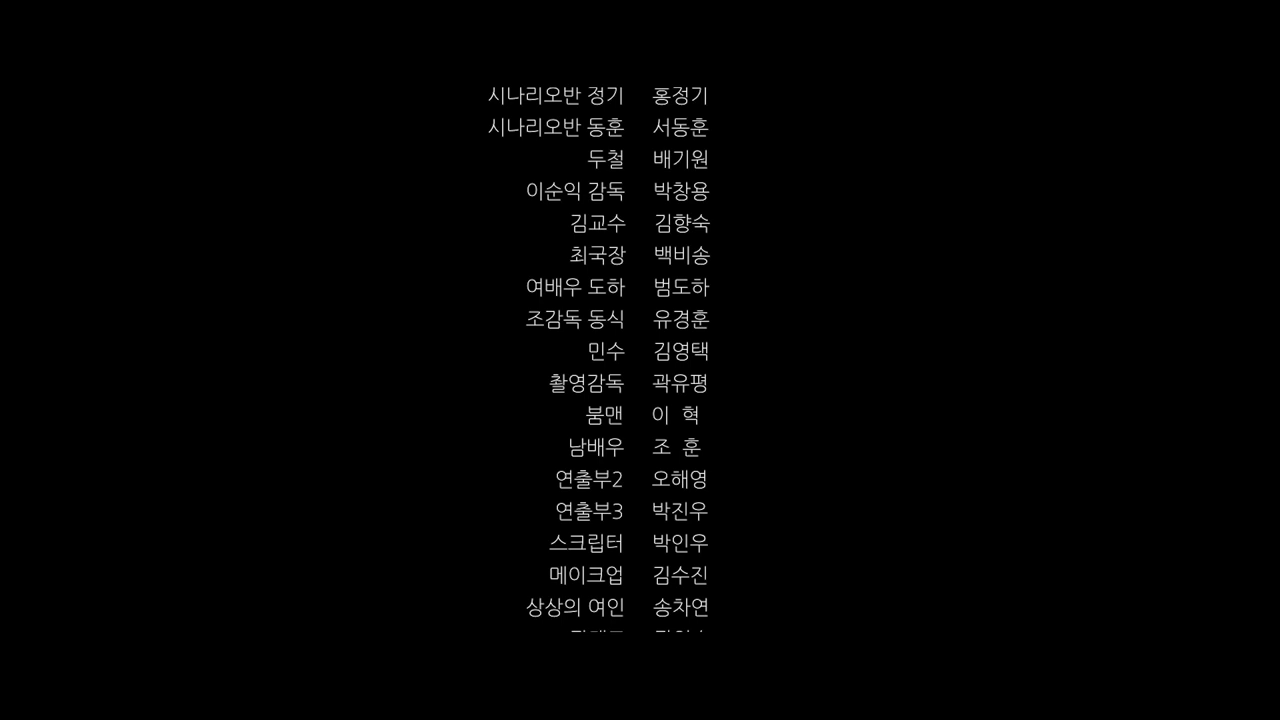 시나리오반 정기 홍정기
시나리오반 동훈 서동훈
두철 배기원
이순익 감독 박창용
김교수 김향숙
최국장 백비송
여배우 도하 범도하
조감독 동식 유경훈
민수 김영택
촬영감독 곽유평
붐맨 이 혁
남배우 조 훈
연출부2 오해영
연출부3 박진우
스크립터 박인우
메이크업 김수진
상상의 여인 송차연